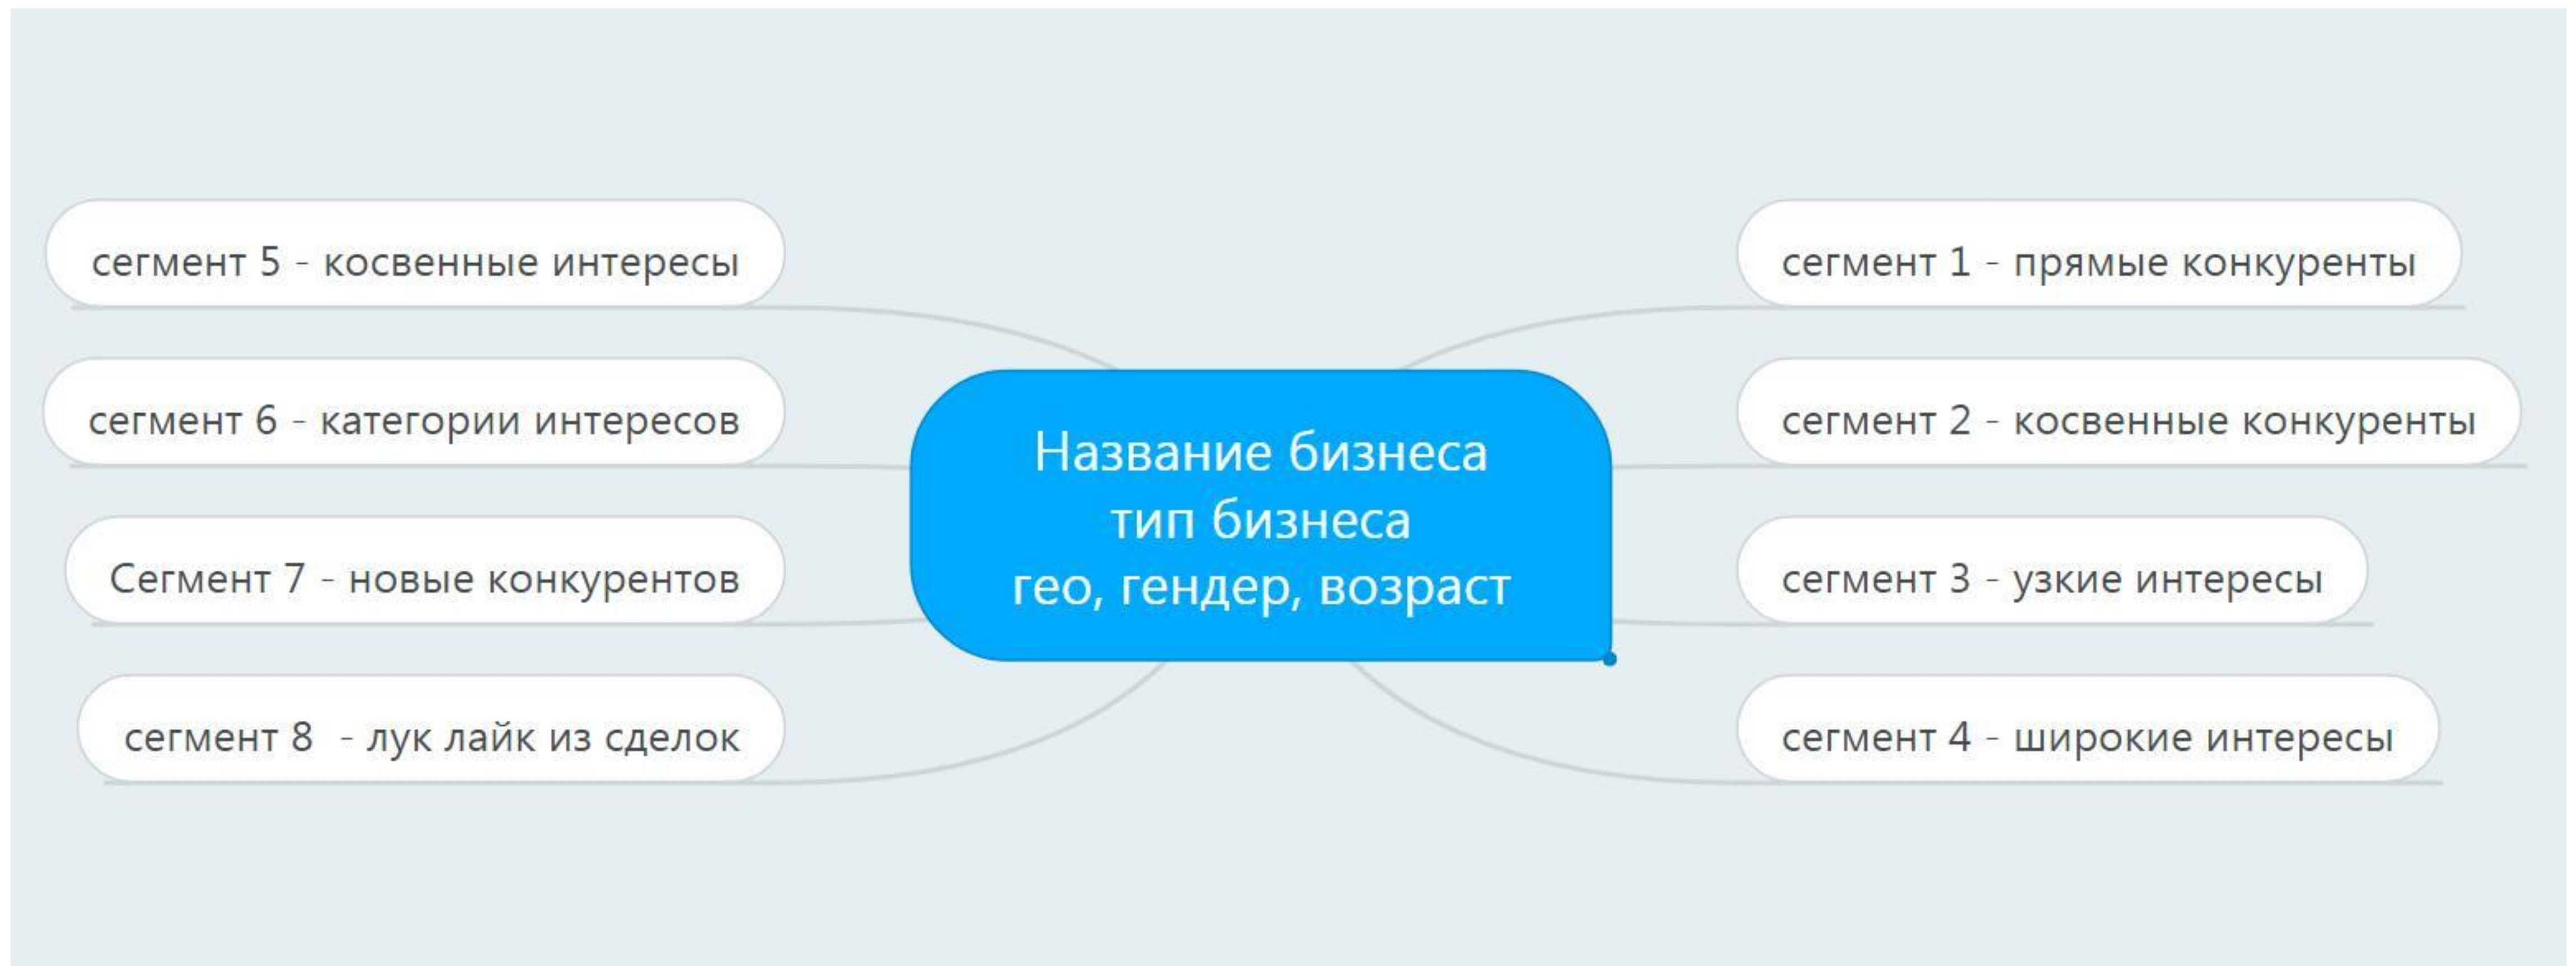 сегмент 5 - косвенные интересы
сегмент 6 - категории интересов
Сегмент 7 - новые конкурентов
сегмент 8  - лук лайк из сделок
Название бизнеса
тип бизнеса
гео, гендер, возраст
сегмент 1 - прямые конкуренты
сегмент 2 - косвенные конкуренты
сегмент 3 - узкие интересы
сегмент 4 - широкие интересы